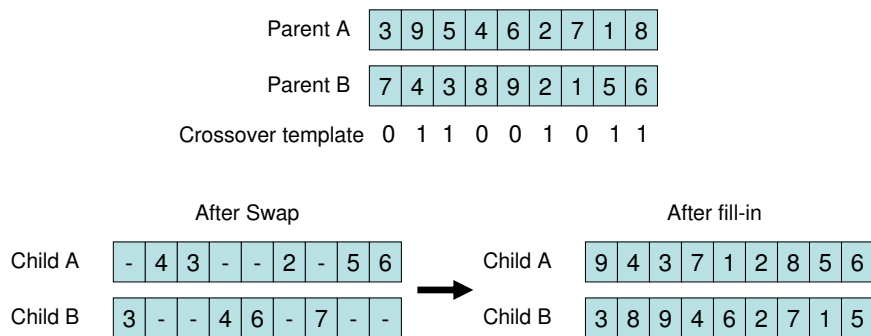 Parent A 3 9 5 4 6 2 7 1 8
Parent B 7 4 3 8 9 2 1 5 6
Crossover template 0 1 1 0 0 1 0 1 1
After Swap After fill-in
Child A - 4 3 - - 2 - 5 6 Child A 9 4 3 7 1 2 8 5 6
Child B 3 - - 4 6 - 7 - - Child B 3 8 9 4 6 2 7 1 5